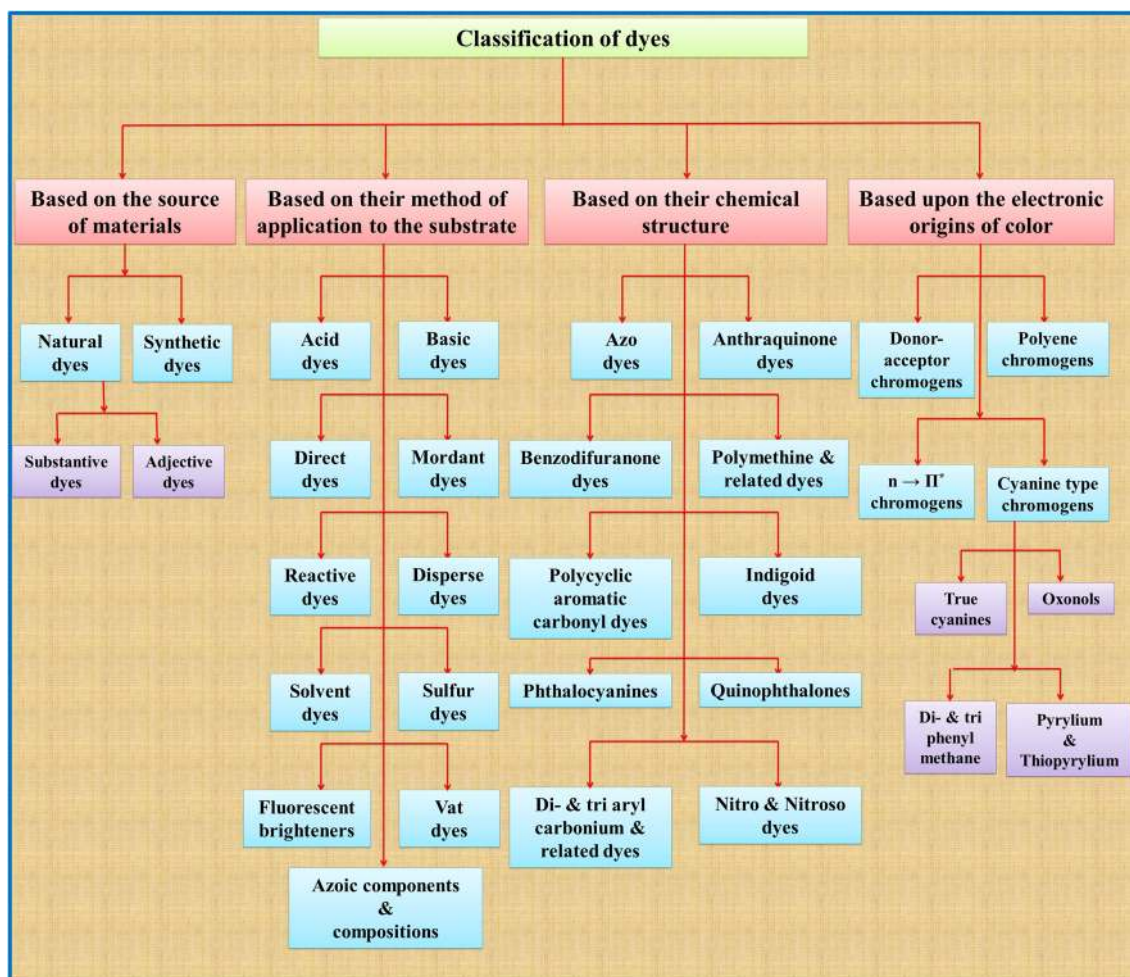 Classification of dyes
Based on the source
of materials
Based on their method of
application to the substrate
Based on their chemical
structure
Based upon the electronic
origins of color
Natural
dyes
Synthetic
dyes
Substantive
dyes
Adjective
dyes
Acid
dyes
Basic
dyes
Direct
dyes
Mordant
dyes
Reactive
dyes
Disperse
dyes
Solvent
dyes
Sulfur
dyes
Fluorescent
brighteners
Vat
dyes
Azoic components
&
compositions
Azo
dyes
Anthraquinone
dyes
Benzodifuranone
dyes
Polymethine &
related dyes
Polycyclic
aromatic
carbonyl dyes
Indigoid
dyes
Phthalocyanines
Quinophthalones
Di- & tri aryl
carbonium &
related dyes
Nitro & Nitroso
dyes
Donor-
acceptor
chromogens
Polyene
chromogens
n → Π*
chromogens
Cyanine type
chromogens
True
cyanines
Oxonols
Di- & tri
phenyl
methane
Pyrylium
&
Thiopyrylium